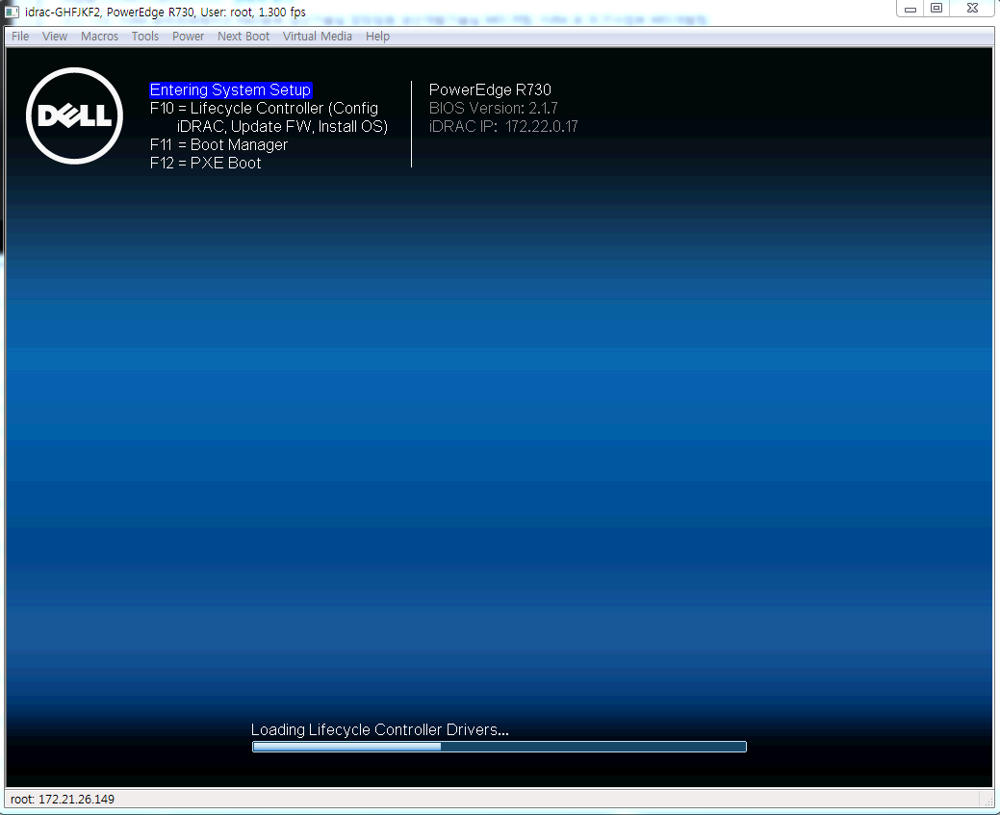 idrac-GHFJKF2, PowerEdge R730, User: root, 1.300 fps
File View Macros Tools Power Next Boot Virtual Media Help
DELL
Entering System Setup
F10 = Lifecycle Controller (Config
iDRAC, Update FW, Install OS)
F11 = Boot Manager
F12 = PXE Boot
PowerEdge R730
BIOS Version: 2.1.7
iDRAC IP: 172.22.0.17
Loading Lifecycle Controller Drivers...
root: 172.21.26.149